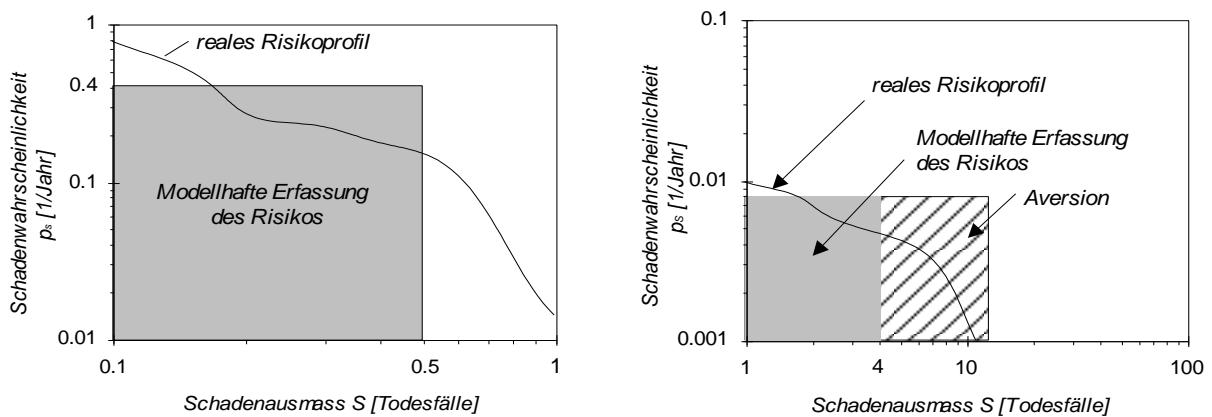 1
0.4
0.1
0.01
Schadenwahrscheinlichkeit
ps [1/Jahr]
reales Risikoprofil
Modellhafte Erfassung
des Risikos
0.1
0.5
1
Schadenausmass S [Todesfälle]
0.1
0.01
0.001
Schadenwahrscheinlichkeit
ps [1/Jahr]
reales Risikoprofil
Modellhafte Erfassung
des Risikos
Aversion
1
4
10
100
Schadenausmass S [Todesfälle]